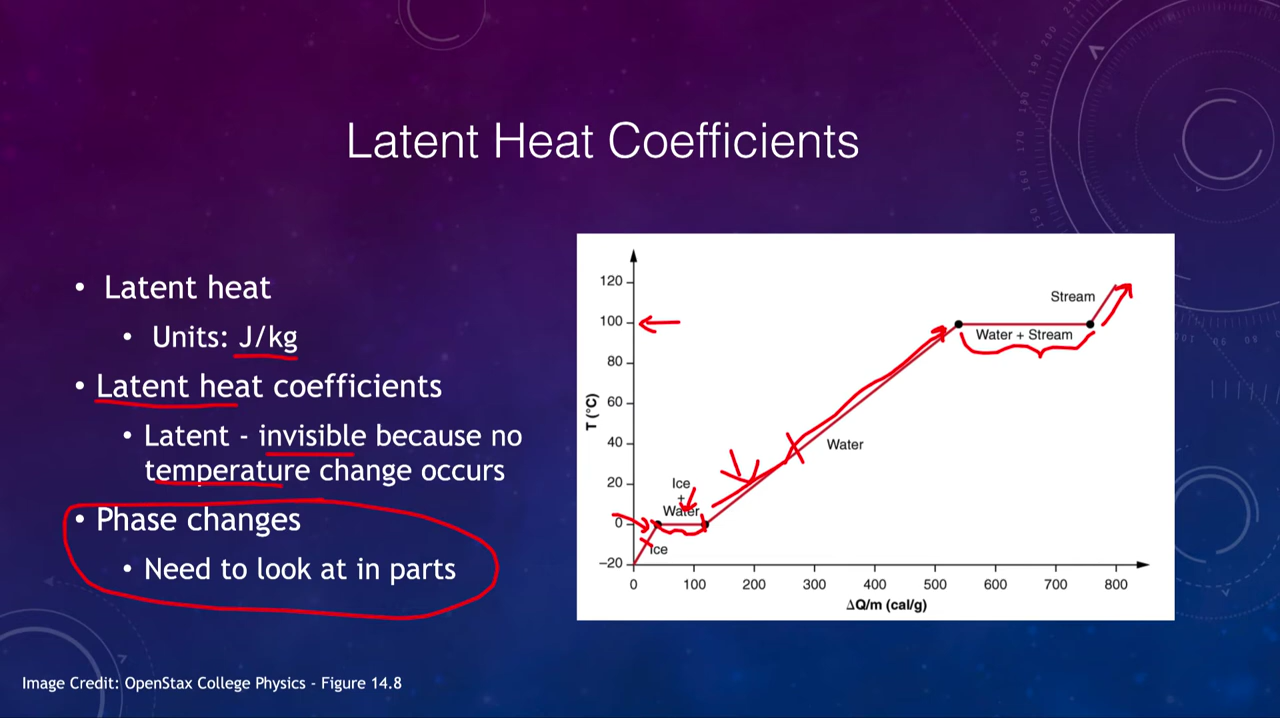 Latent Heat Coefficients
• Latent heat
• Units: J/kg
• Latent heat coefficients
• Latent - invisible because no
temperature change occurs
• Phase changes
• Need to look at in parts
120
100
80
60
40
20
0
–20
T (°C)
Stream
Water + Stream
Water
Ice
+
Water
Ice
0
100
200
300
400
500
600
700
800
ΔQ/m (cal/g)
Image Credit: OpenStax College Physics - Figure 14.8